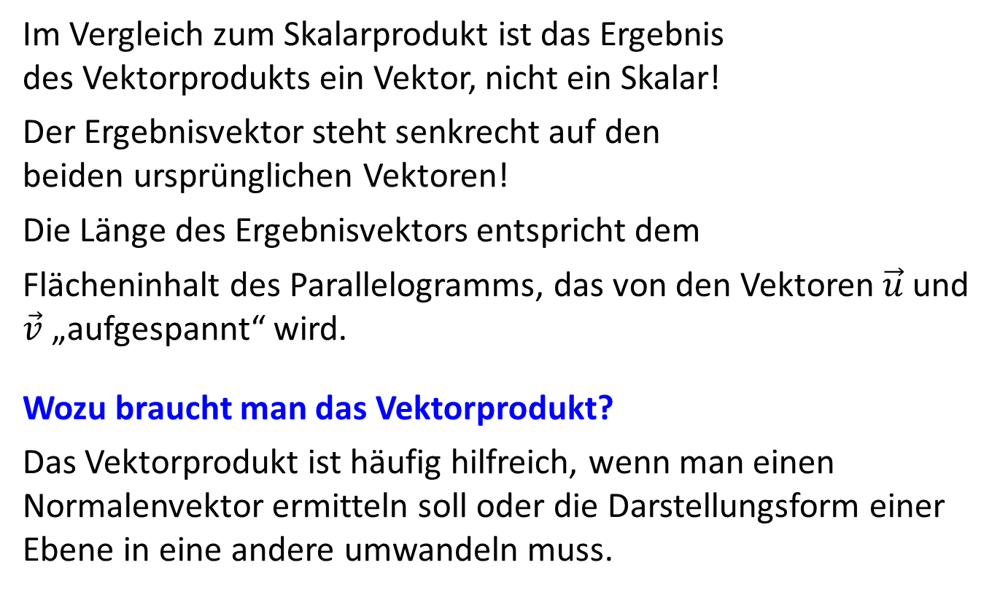 Im Vergleich zum Skalarprodukt ist das Ergebnis
des Vektorprodukts ein Vektor, nicht ein Skalar!
Der Ergebnisvektor steht senkrecht auf den
beiden ursprünglichen Vektoren!
Die Länge des Ergebnisvektors entspricht dem
Flächeninhalt des Parallelogramms, das von den Vektoren \(\vec{u}\) und
\(\vec{v}\) „aufgespannt“ wird.
Wozu braucht man das Vektorprodukt?
Das Vektorprodukt ist häufig hilfreich, wenn man einen
Normalenvektor ermitteln soll oder die Darstellungsform einer
Ebene in eine andere umwandeln muss.